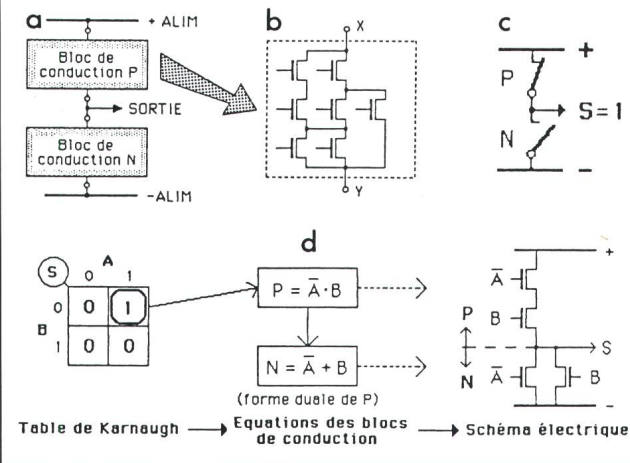 a
+ ALIM
Bloc de
conduction P
SORTIE
Bloc de
conduction N
-ALIM
b
X
Y
c
+
P
S=1
N
-
d
S
A
0 1
B
0 0 1
1 0 0
P = A̅·B
N = A̅ + B
(forme duale de P)
+
A̅
B
P
S
N
A̅
B
-
Table de Karnaugh
Equations des blocs
de conduction
Schéma électrique